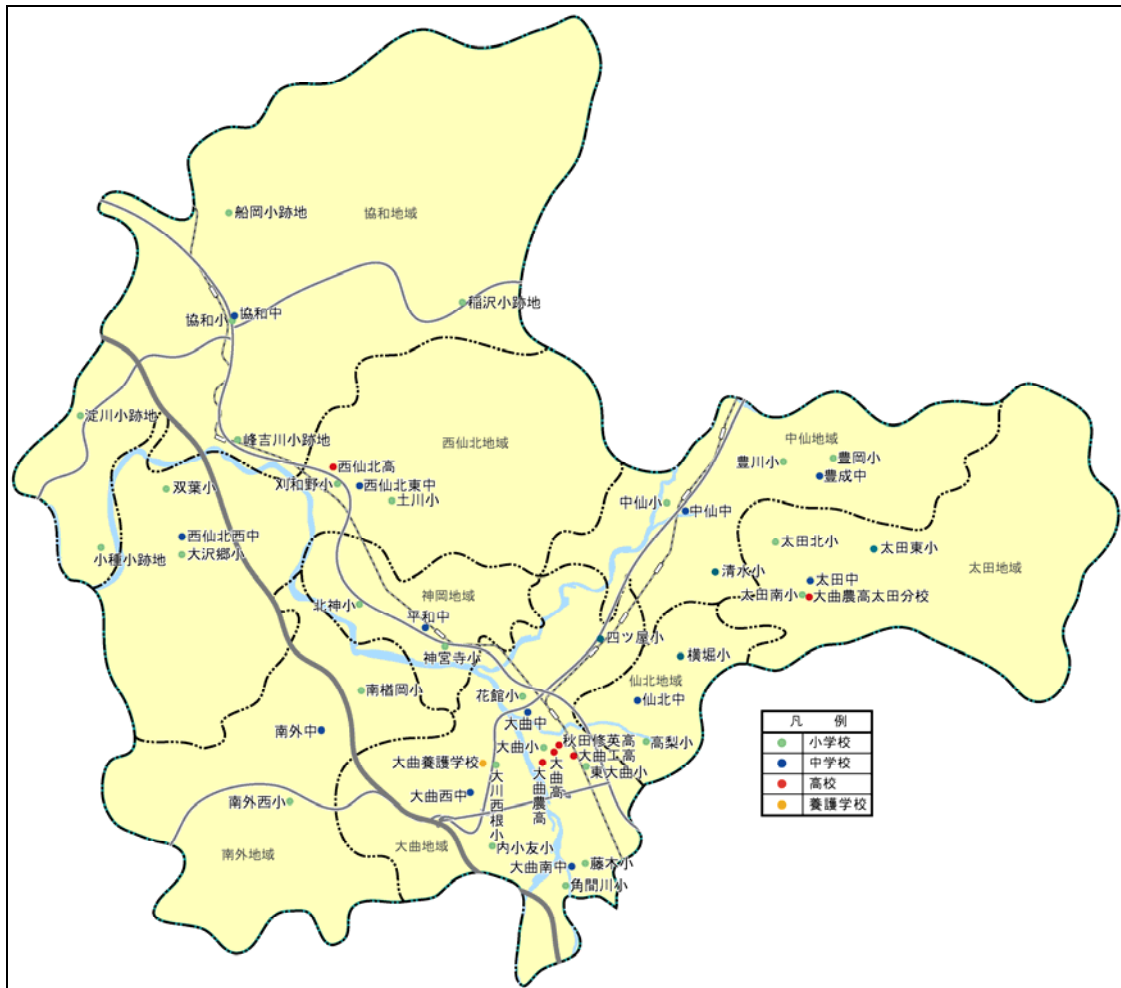 船岡小跡地
協和地域
稲沢小跡地
協和中
協和小
淀川小跡地
峰吉川小跡地
西仙北地域
中仙地域
西仙北高
刈和野小
西仙北東中
土川小
双葉小
豊川小
豊岡小
豊成中
中仙小
中仙中
西仙北西中
大沢郷小
小種小跡地
太田北小
太田東小
太田地域
清水小
太田中
太田南小
大曲農高太田分校
神岡地域
北神小
平和中
神宮寺小
四ツ屋小
横堀小
仙北地域
仙北中
南楢岡小
花館小
大曲中
南外中
高梨小
秋田修英高
大曲小
大曲工高
大曲高
大曲農高
東大曲小
大曲養護学校
大川西根小
大曲西中
南外西小
南外地域
大曲地域
内小友小
大曲南中
藤木小
角間川小
凡 例
小学校
中学校
高校
養護学校